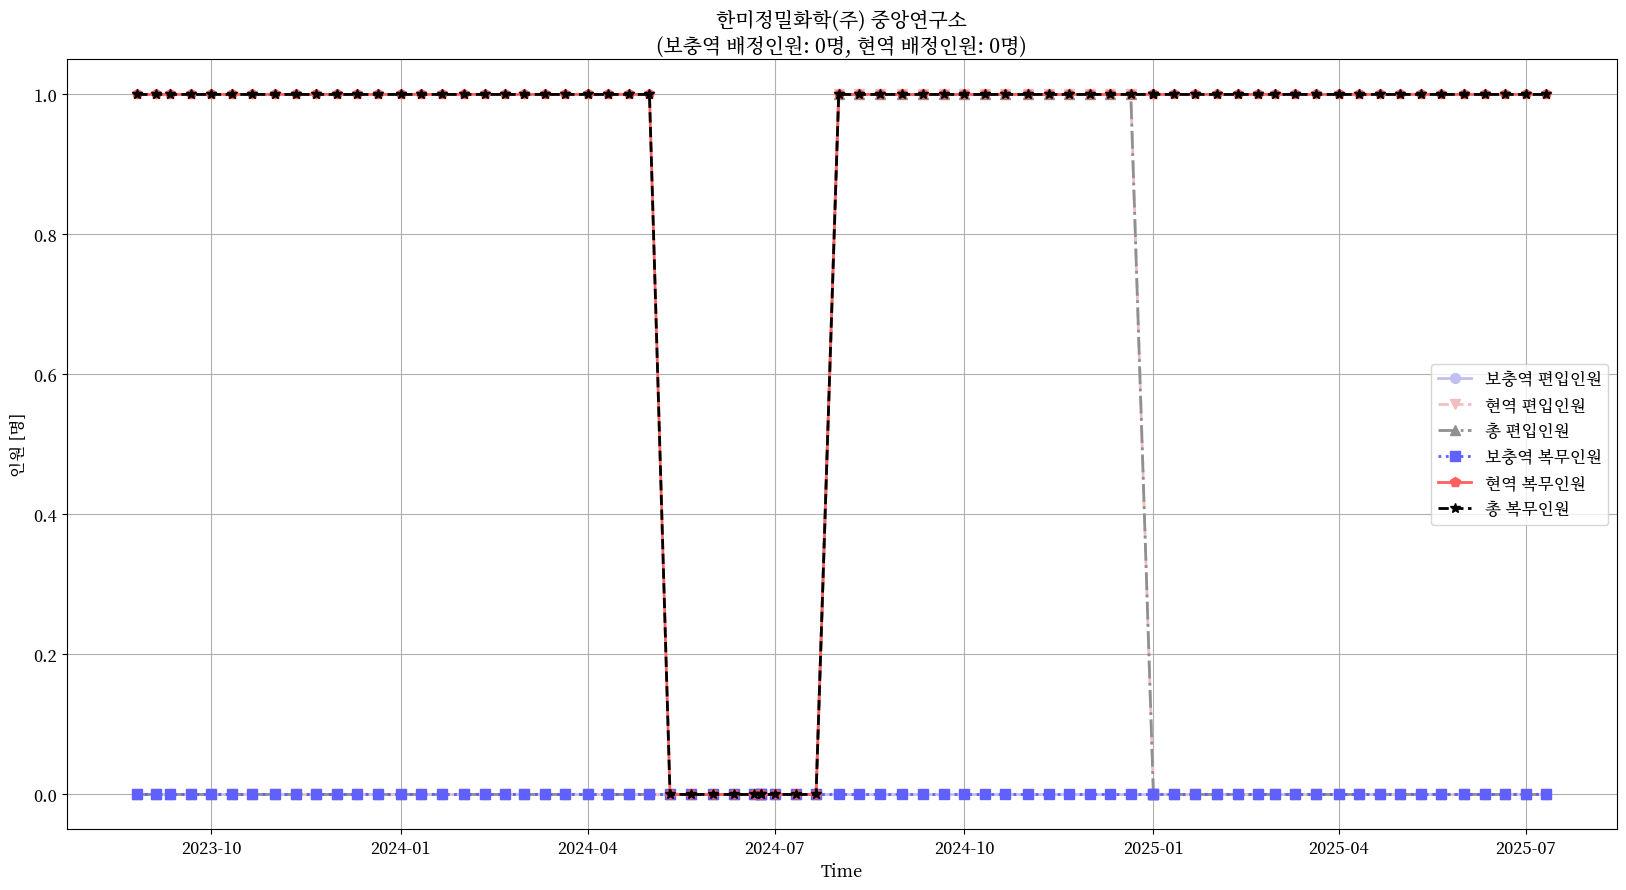 한미정밀화학(주) 중앙연구소
(보충역 배정인원: 0명, 현역 배정인원: 0명)
인원 [명]
1.0
0.8
0.6
0.4
0.2
0.0
보충역 편입인원
현역 편입인원
총 편입인원
보충역 복무인원
현역 복무인원
총 복무인원
2023-10
2024-01
2024-04
2024-07
2024-10
2025-01
2025-04
2025-07
Time